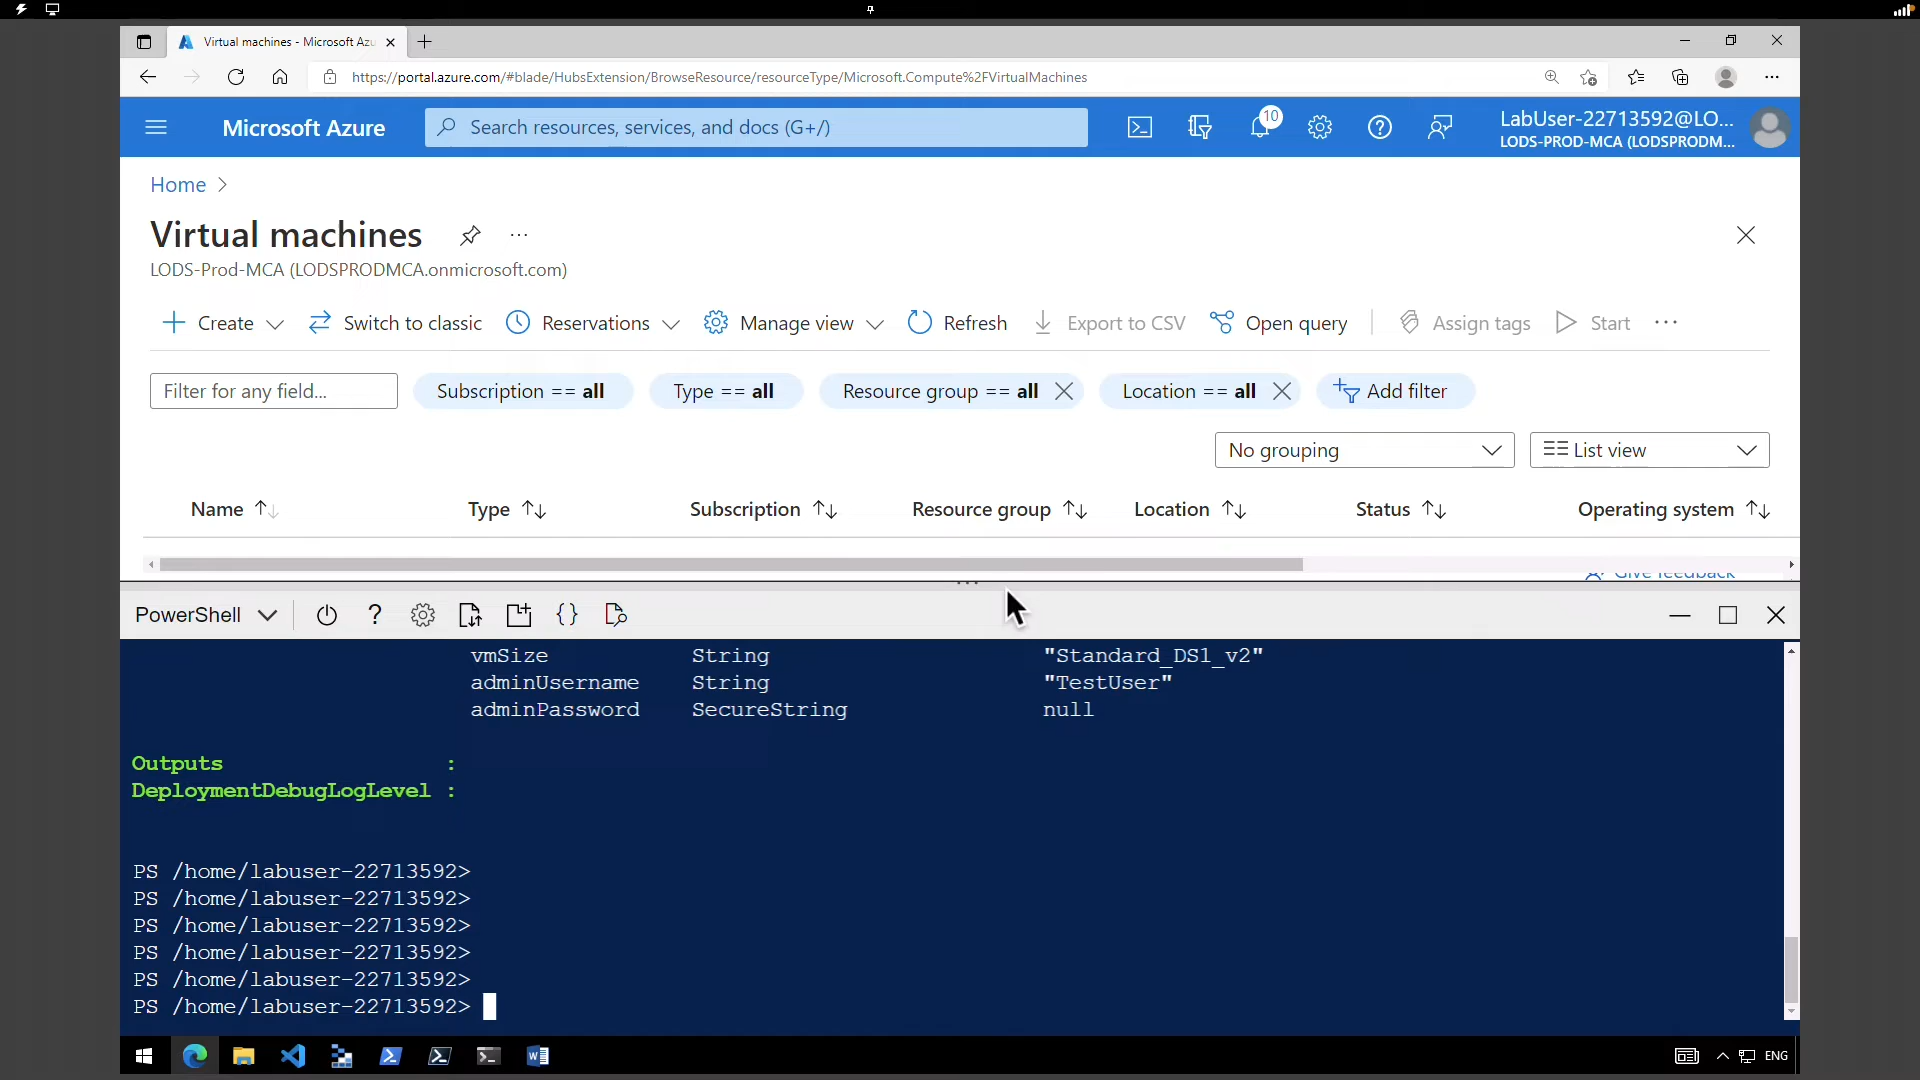 Virtual machines - Microsoft Azu
https://portal.azure.com/#blade/HubsExtension/BrowseResource/resourceType/Microsoft.Compute%2FVirtualMachines
Microsoft Azure
Search resources, services, and docs (G+/)
10
LabUser-22713592@LO...
LODS-PROD-MCA (LODSPRODM...
Home
Virtual machines
LODS-Prod-MCA (LODSPRODMCA.onmicrosoft.com)
Create Switch to classic Reservations Manage view Refresh Export to CSV Open query Assign tags Start
Filter for any field... Subscription == all Type == all Resource group == all Location == all Add filter
No grouping List view
Name Type Subscription Resource group Location Status Operating system
Give feedback
PowerShell
vmSize String "Standard_DS1_v2"
adminUsername String "TestUser"
adminPassword SecureString null
Outputs :
DeploymentDebugLogLevel :
PS /home/labuser-22713592>
PS /home/labuser-22713592>
PS /home/labuser-22713592>
PS /home/labuser-22713592>
PS /home/labuser-22713592>
PS /home/labuser-22713592>
ENG